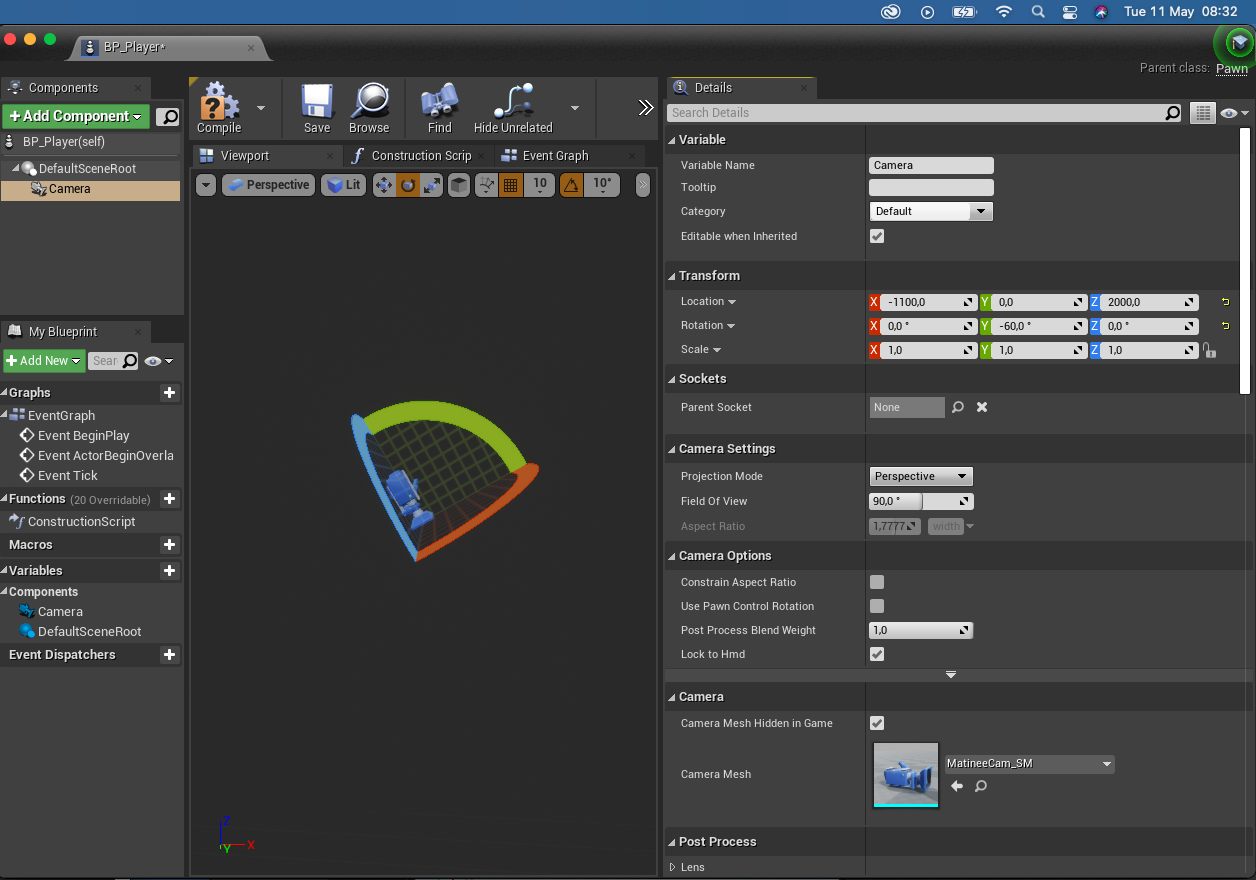 Tue 11 May 08:32
BP_Player*
Parent class: Pawn
Components
+Add Component
BP_Player(self)
DefaultSceneRoot
Camera
My Blueprint
+Add New
Sear
Graphs
EventGraph
Event BeginPlay
Event ActorBeginOverla
Event Tick
Functions (20 Overridable)
ConstructionScript
Macros
Variables
Components
Camera
DefaultSceneRoot
Event Dispatchers
Compile
Save
Browse
Find
Hide Unrelated
Viewport
Construction Scrip
Event Graph
Perspective
Lit
10
10°
Z
X
Y
Details
Search Details
Variable
Variable Name
Camera
Tooltip
Category
Default
Editable when Inherited
Transform
Location
X -1100,0 Y 0,0 Z 2000,0
Rotation
X 0,0 ° Y -60,0 ° Z 0,0 °
Scale
X 1,0 Y 1,0 Z 1,0
Sockets
Parent Socket
None
Camera Settings
Projection Mode
Perspective
Field Of View
90,0 °
Aspect Ratio
1,7777
width
Camera Options
Constrain Aspect Ratio
Use Pawn Control Rotation
Post Process Blend Weight
1,0
Lock to Hmd
Camera
Camera Mesh Hidden in Game
Camera Mesh
MatineeCam_SM
Post Process
Lens